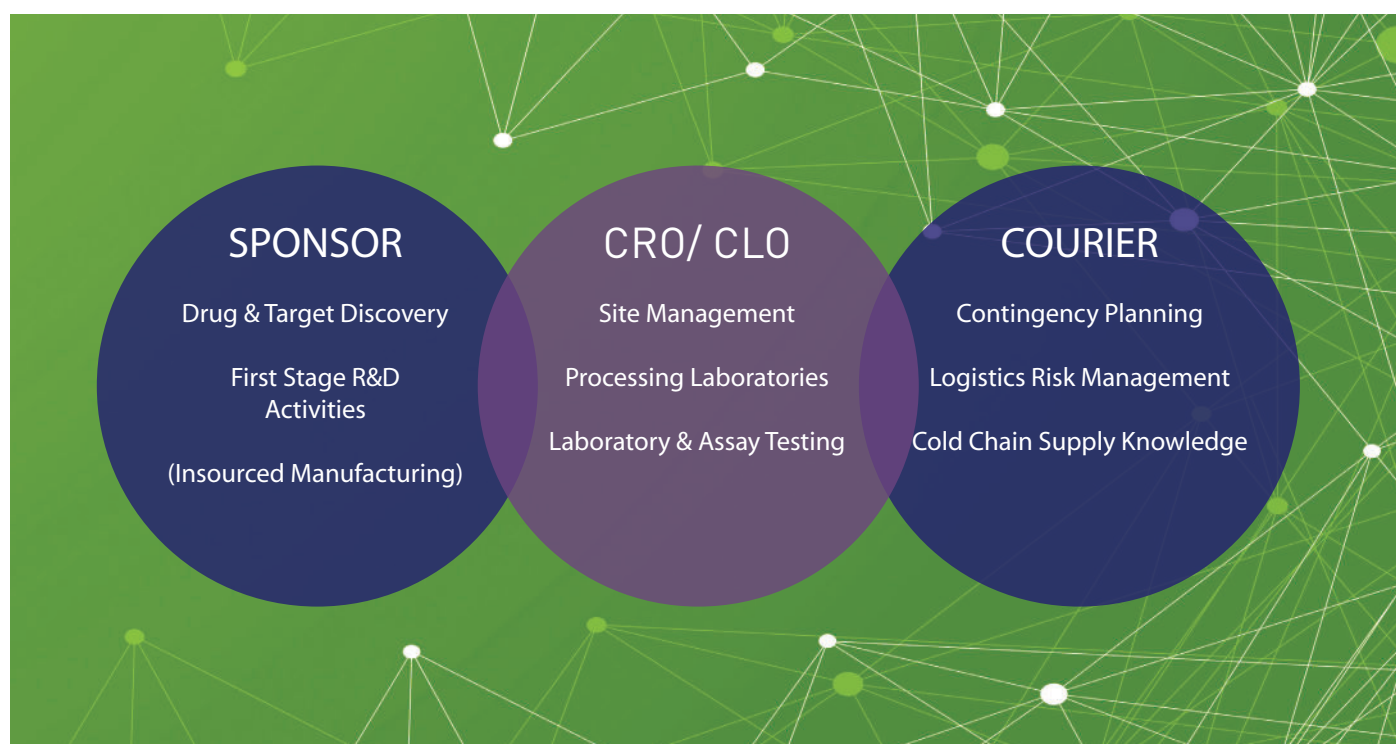 SPONSOR
Drug & Target Discovery
First Stage R&D
Activities
(Insourced Manufacturing)
CRO/ CLO
Site Management
Processing Laboratories
Laboratory & Assay Testing
COURIER
Contingency Planning
Logistics Risk Management
Cold Chain Supply Knowledge